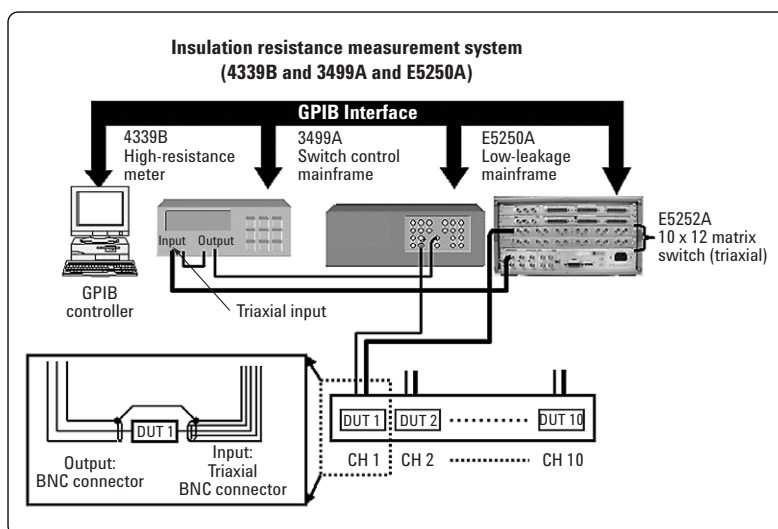 Insulation resistance measurement system
(4339B and 3499A and E5250A)
GPIB Interface
4339B
High-resistance
meter
3499A
Switch control
mainframe
E5250A
Low-leakage
mainframe
E5252A
10 x 12 matrix
switch (triaxial)
Input Output
GPIB
controller
Triaxial input
DUT 1
Output:
BNC connector
Input:
Triaxial
BNC connector
DUT 1 DUT 2 DUT 10
CH 1 CH 2 CH 10